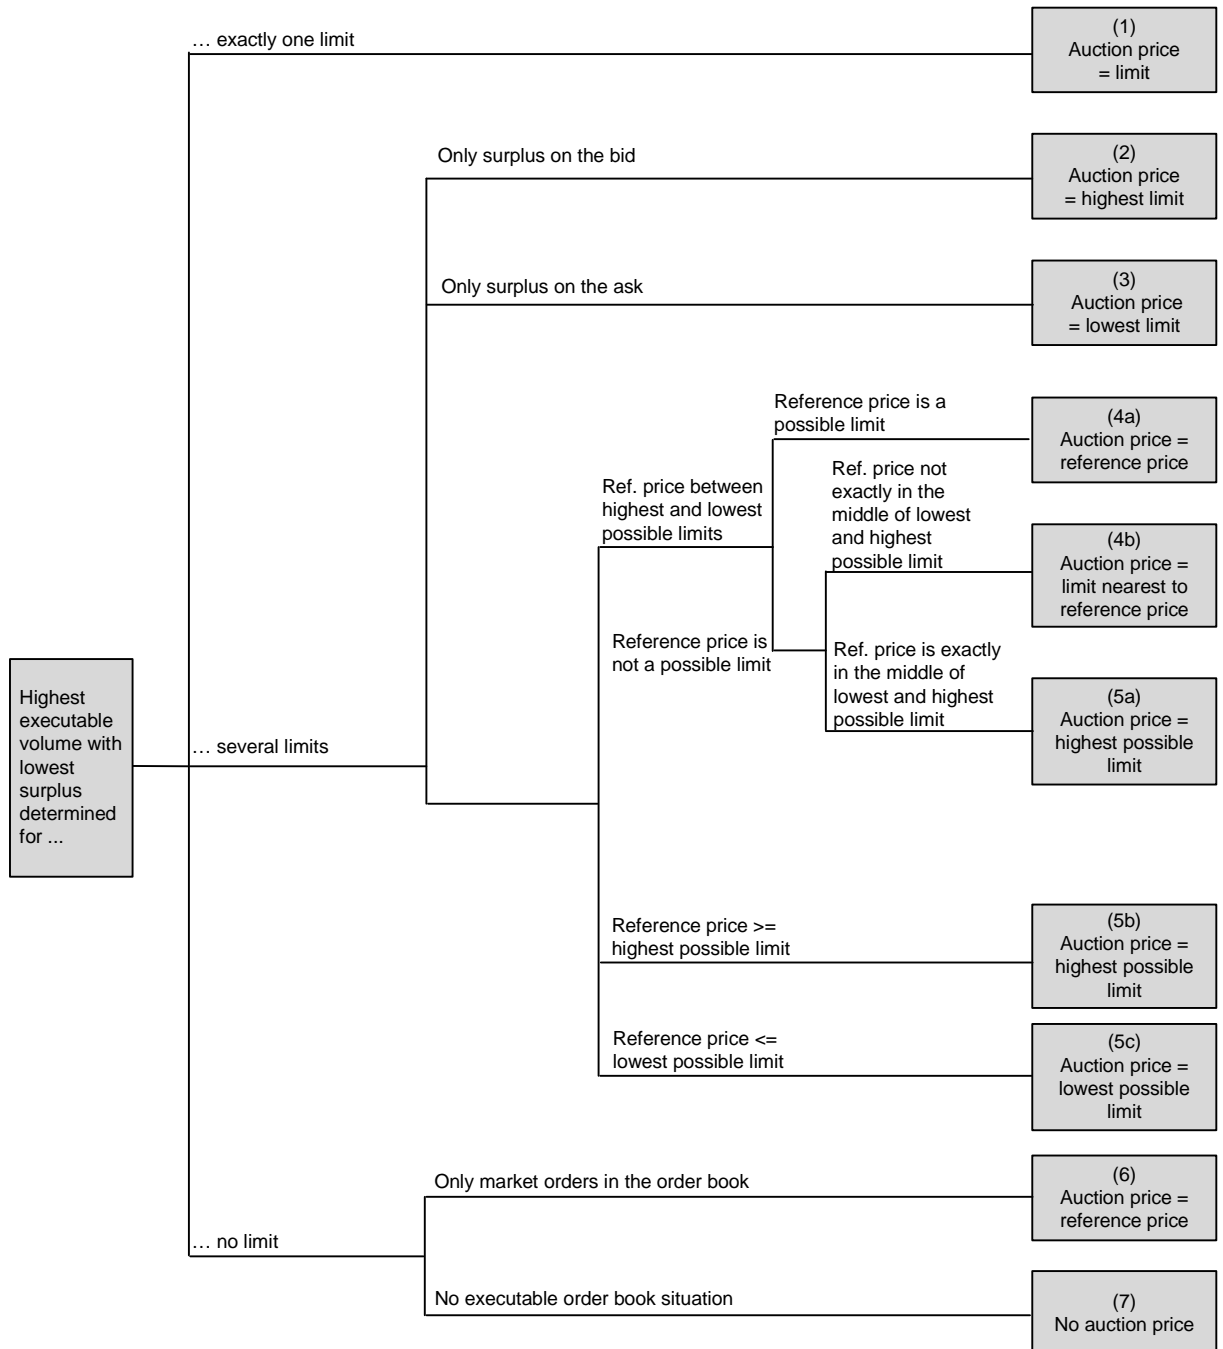 … exactly one limit
(1)
Auction price
= limit
Only surplus on the bid
(2)
Auction price
= highest limit
Only surplus on the ask
(3)
Auction price
= lowest limit
Reference price is a
possible limit
(4a)
Auction price =
reference price
Ref. price between
highest and lowest
possible limits
Ref. price not
exactly in the
middle of lowest
and highest
possible limit
(4b)
Auction price =
limit nearest to
reference price
Reference price is
not a possible limit
Ref. price is exactly
in the middle of
lowest and highest
possible limit
(5a)
Auction price =
highest possible
limit
Highest
executable
volume with
lowest
surplus
determined
for ...
… several limits
Reference price >=
highest possible limit
(5b)
Auction price =
highest possible
limit
Reference price <=
lowest possible limit
(5c)
Auction price =
lowest possible
limit
Only market orders in the order book
(6)
Auction price =
reference price
… no limit
No executable order book situation
(7)
No auction price